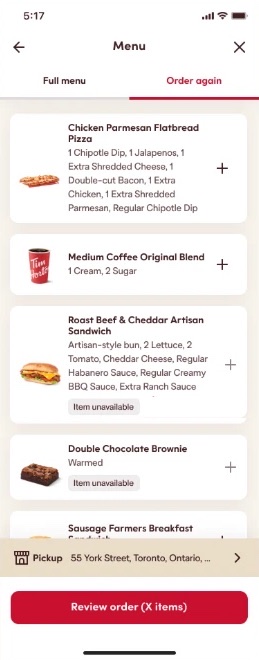 5:17
Menu
Full menu
Order again
Chicken Parmesan Flatbread
Pizza
1 Chipotle Dip, 1 Jalapenos, 1
Extra Shredded Cheese, 1
Double-cut Bacon, 1 Extra
Chicken, 1 Extra Shredded
Parmesan, Regular Chipotle Dip
Tim
Hortons
Medium Coffee Original Blend
1 Cream, 2 Sugar
Roast Beef & Cheddar Artisan
Sandwich
Artisan-style bun, 2 Lettuce, 2
Tomato, Cheddar Cheese, Regular
Habanero Sauce, Regular Creamy
BBQ Sauce, Extra Ranch Sauce
Item unavailable
Double Chocolate Brownie
Warmed
Item unavailable
Sausage Farmers Breakfast
Pickup 55 York Street, Toronto, Ontario, ...
Review order (X items)